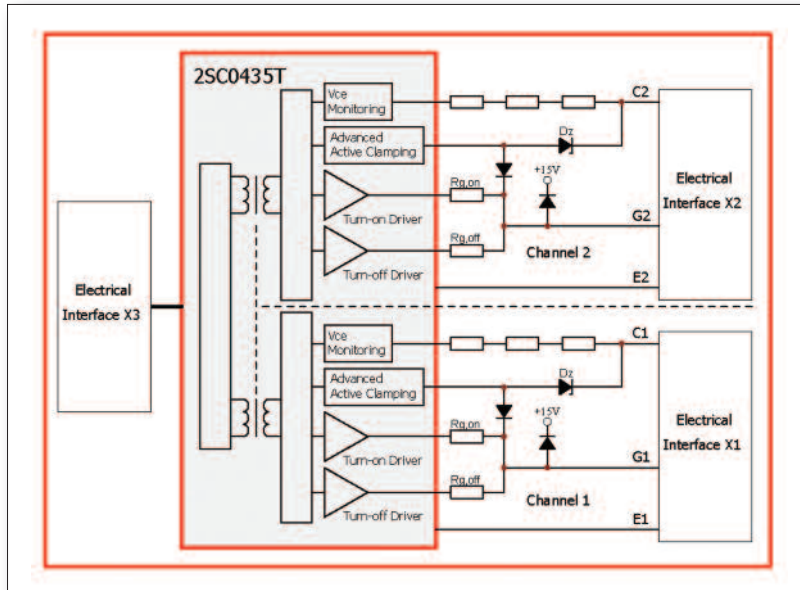 2SC0435T
Vce
Monitoring
C2
Advanced
Active Clamping
Dz
+15V
Rg,on
Electrical
Interface X2
Turn-on Driver
G2
Rg,off
Channel 2
Turn-off Driver
E2
Electrical
Interface X3
Vce
Monitoring
C1
Advanced
Active Clamping
Dz
+15V
Rg,on
Electrical
Interface X1
Turn-on Driver
G1
Rg,off
Channel 1
Turn-off Driver
E1